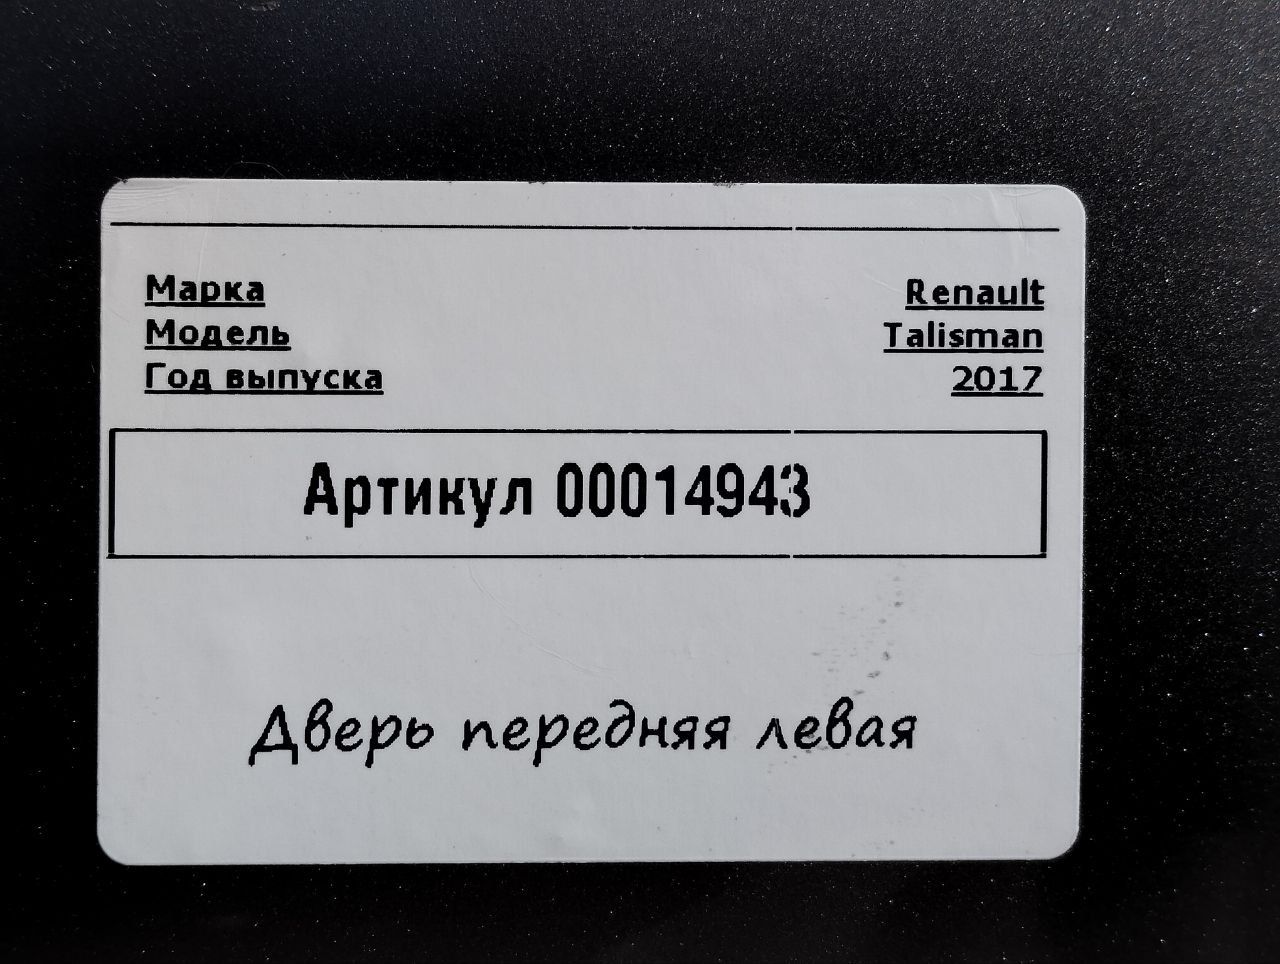 Марка Renault
Модель Talisman
Год выпуска 2017
Артикул 00014943
Дверь передняя левая